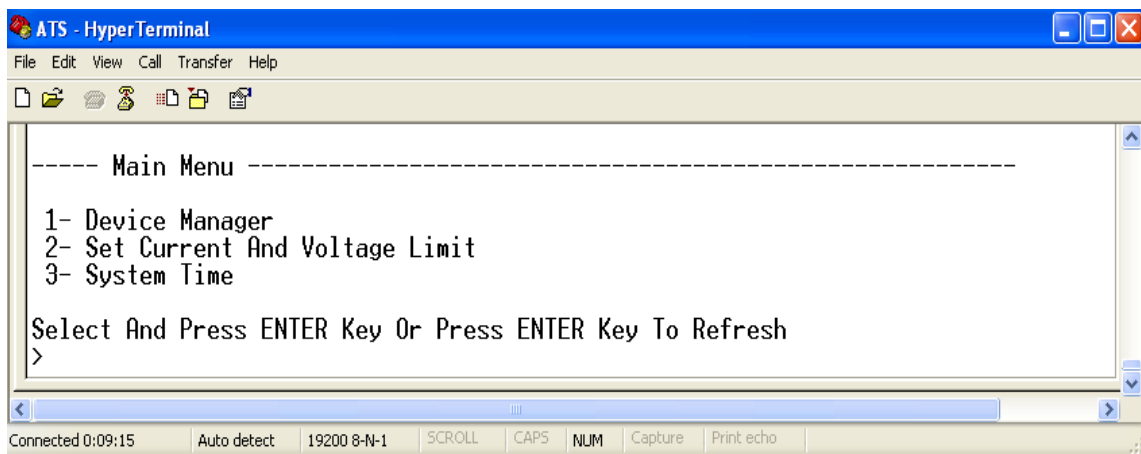 ATS - HyperTerminal
File Edit View Call Transfer Help
----- Main Menu ---------------------------------------------------------
1- Device Manager
2- Set Current And Voltage Limit
3- System Time
Select And Press ENTER Key Or Press ENTER Key To Refresh
>
Connected 0:09:15 Auto detect 19200 8-N-1 SCROLL CAPS NUM Capture Print echo